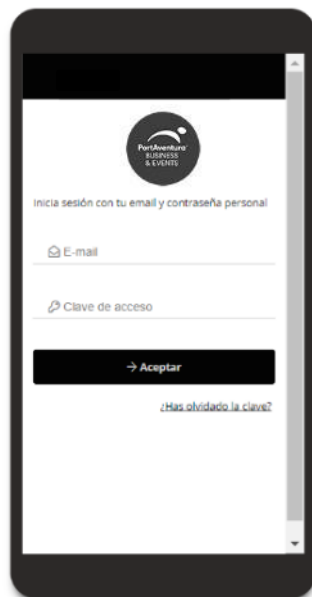 PortAventura
BUSINESS
& EVENTS
Inicia sesión con tu email y contraseña personal
E-mail
Clave de acceso
→ Aceptar
¿Has olvidado la clave?